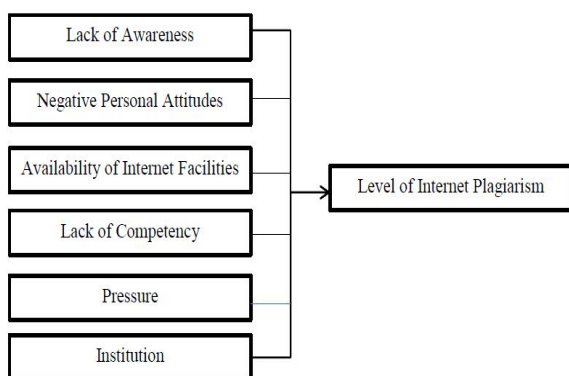 Lack of Awareness
Negative Personal Attitudes
Availability of Internet Facilities
Level of Internet Plagiarism
Lack of Competency
Pressure
Institution